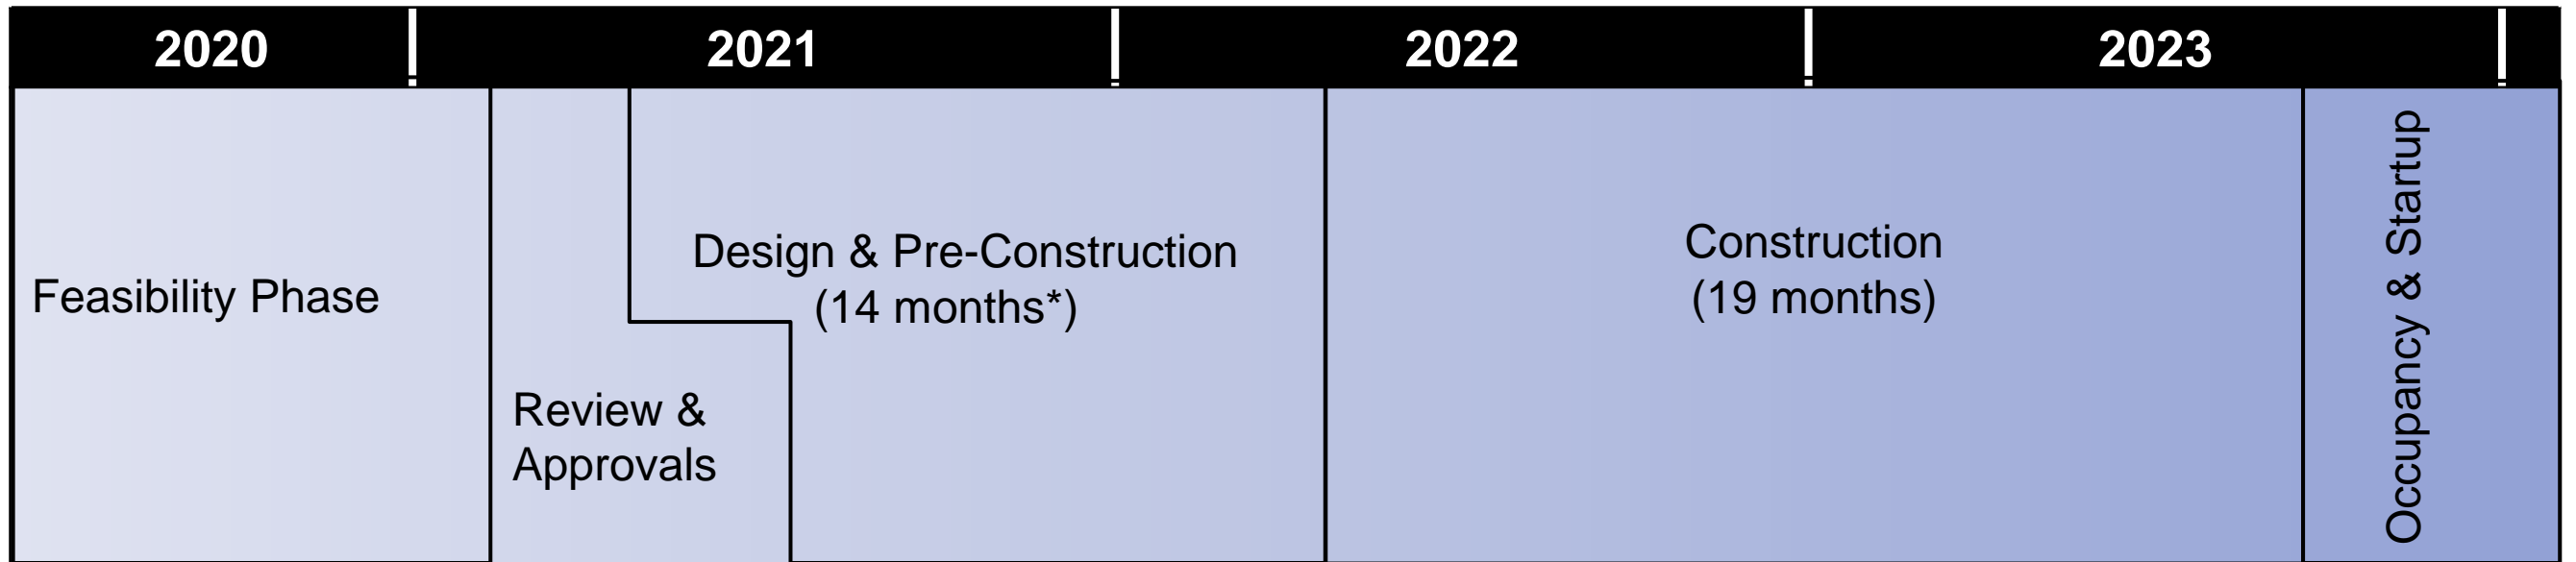 2020
2021
2022
2023
Feasibility Phase
Review &
Approvals
Design & Pre-Construction
(14 months*)
Construction
(19 months)
Occupancy & Startup